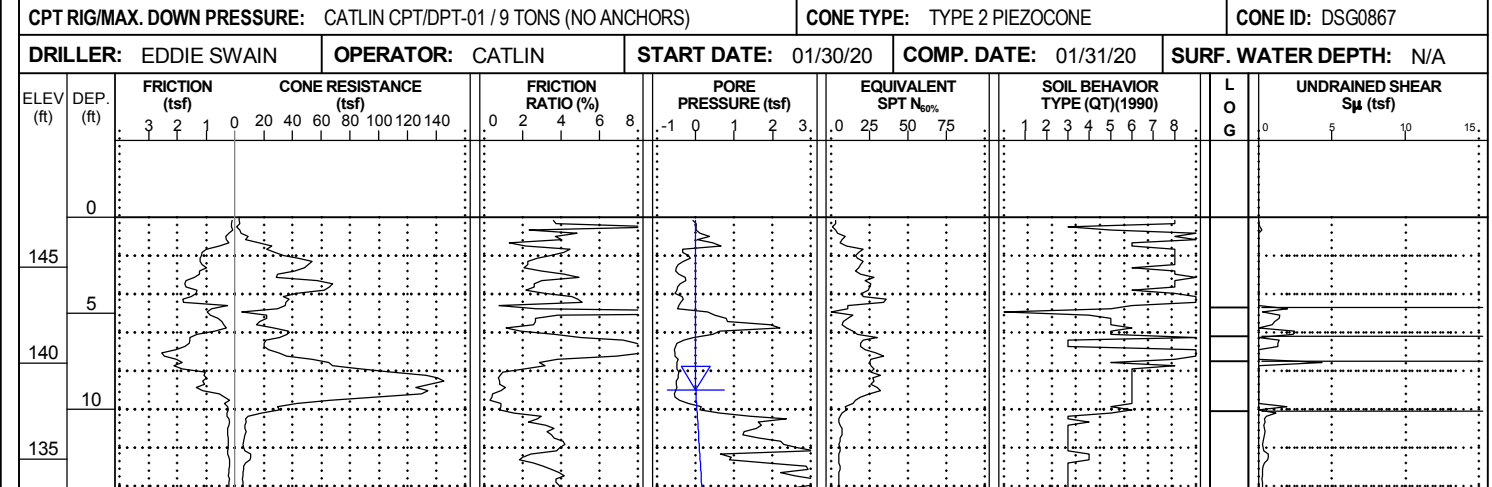 CPT RIG/MAX. DOWN PRESSURE: CATLIN CPT/DPT-01 / 9 TONS (NO ANCHORS) CONE TYPE: TYPE 2 PIEZOCONE CONE ID: DSG0867
DRILLER: EDDIE SWAIN OPERATOR: CATLIN START DATE: 01/30/20 COMP. DATE: 01/31/20 SURF. WATER DEPTH: N/A
ELEV (ft)
DEP. (ft)
FRICTION (tsf)
3 2 1 0
CONE RESISTANCE (tsf)
20 40 60 80 100 120 140
FRICTION RATIO (%)
0 2 4 6 8
PORE PRESSURE (tsf)
-1 0 1 2 3
EQUIVALENT SPT N60%
0 25 50 75
SOIL BEHAVIOR TYPE (QT)(1990)
1 2 3 4 5 6 7 8
L
O
G
UNDRAINED SHEAR Sμ (tsf)
0 5 10 15
0
145
5
140
10
135